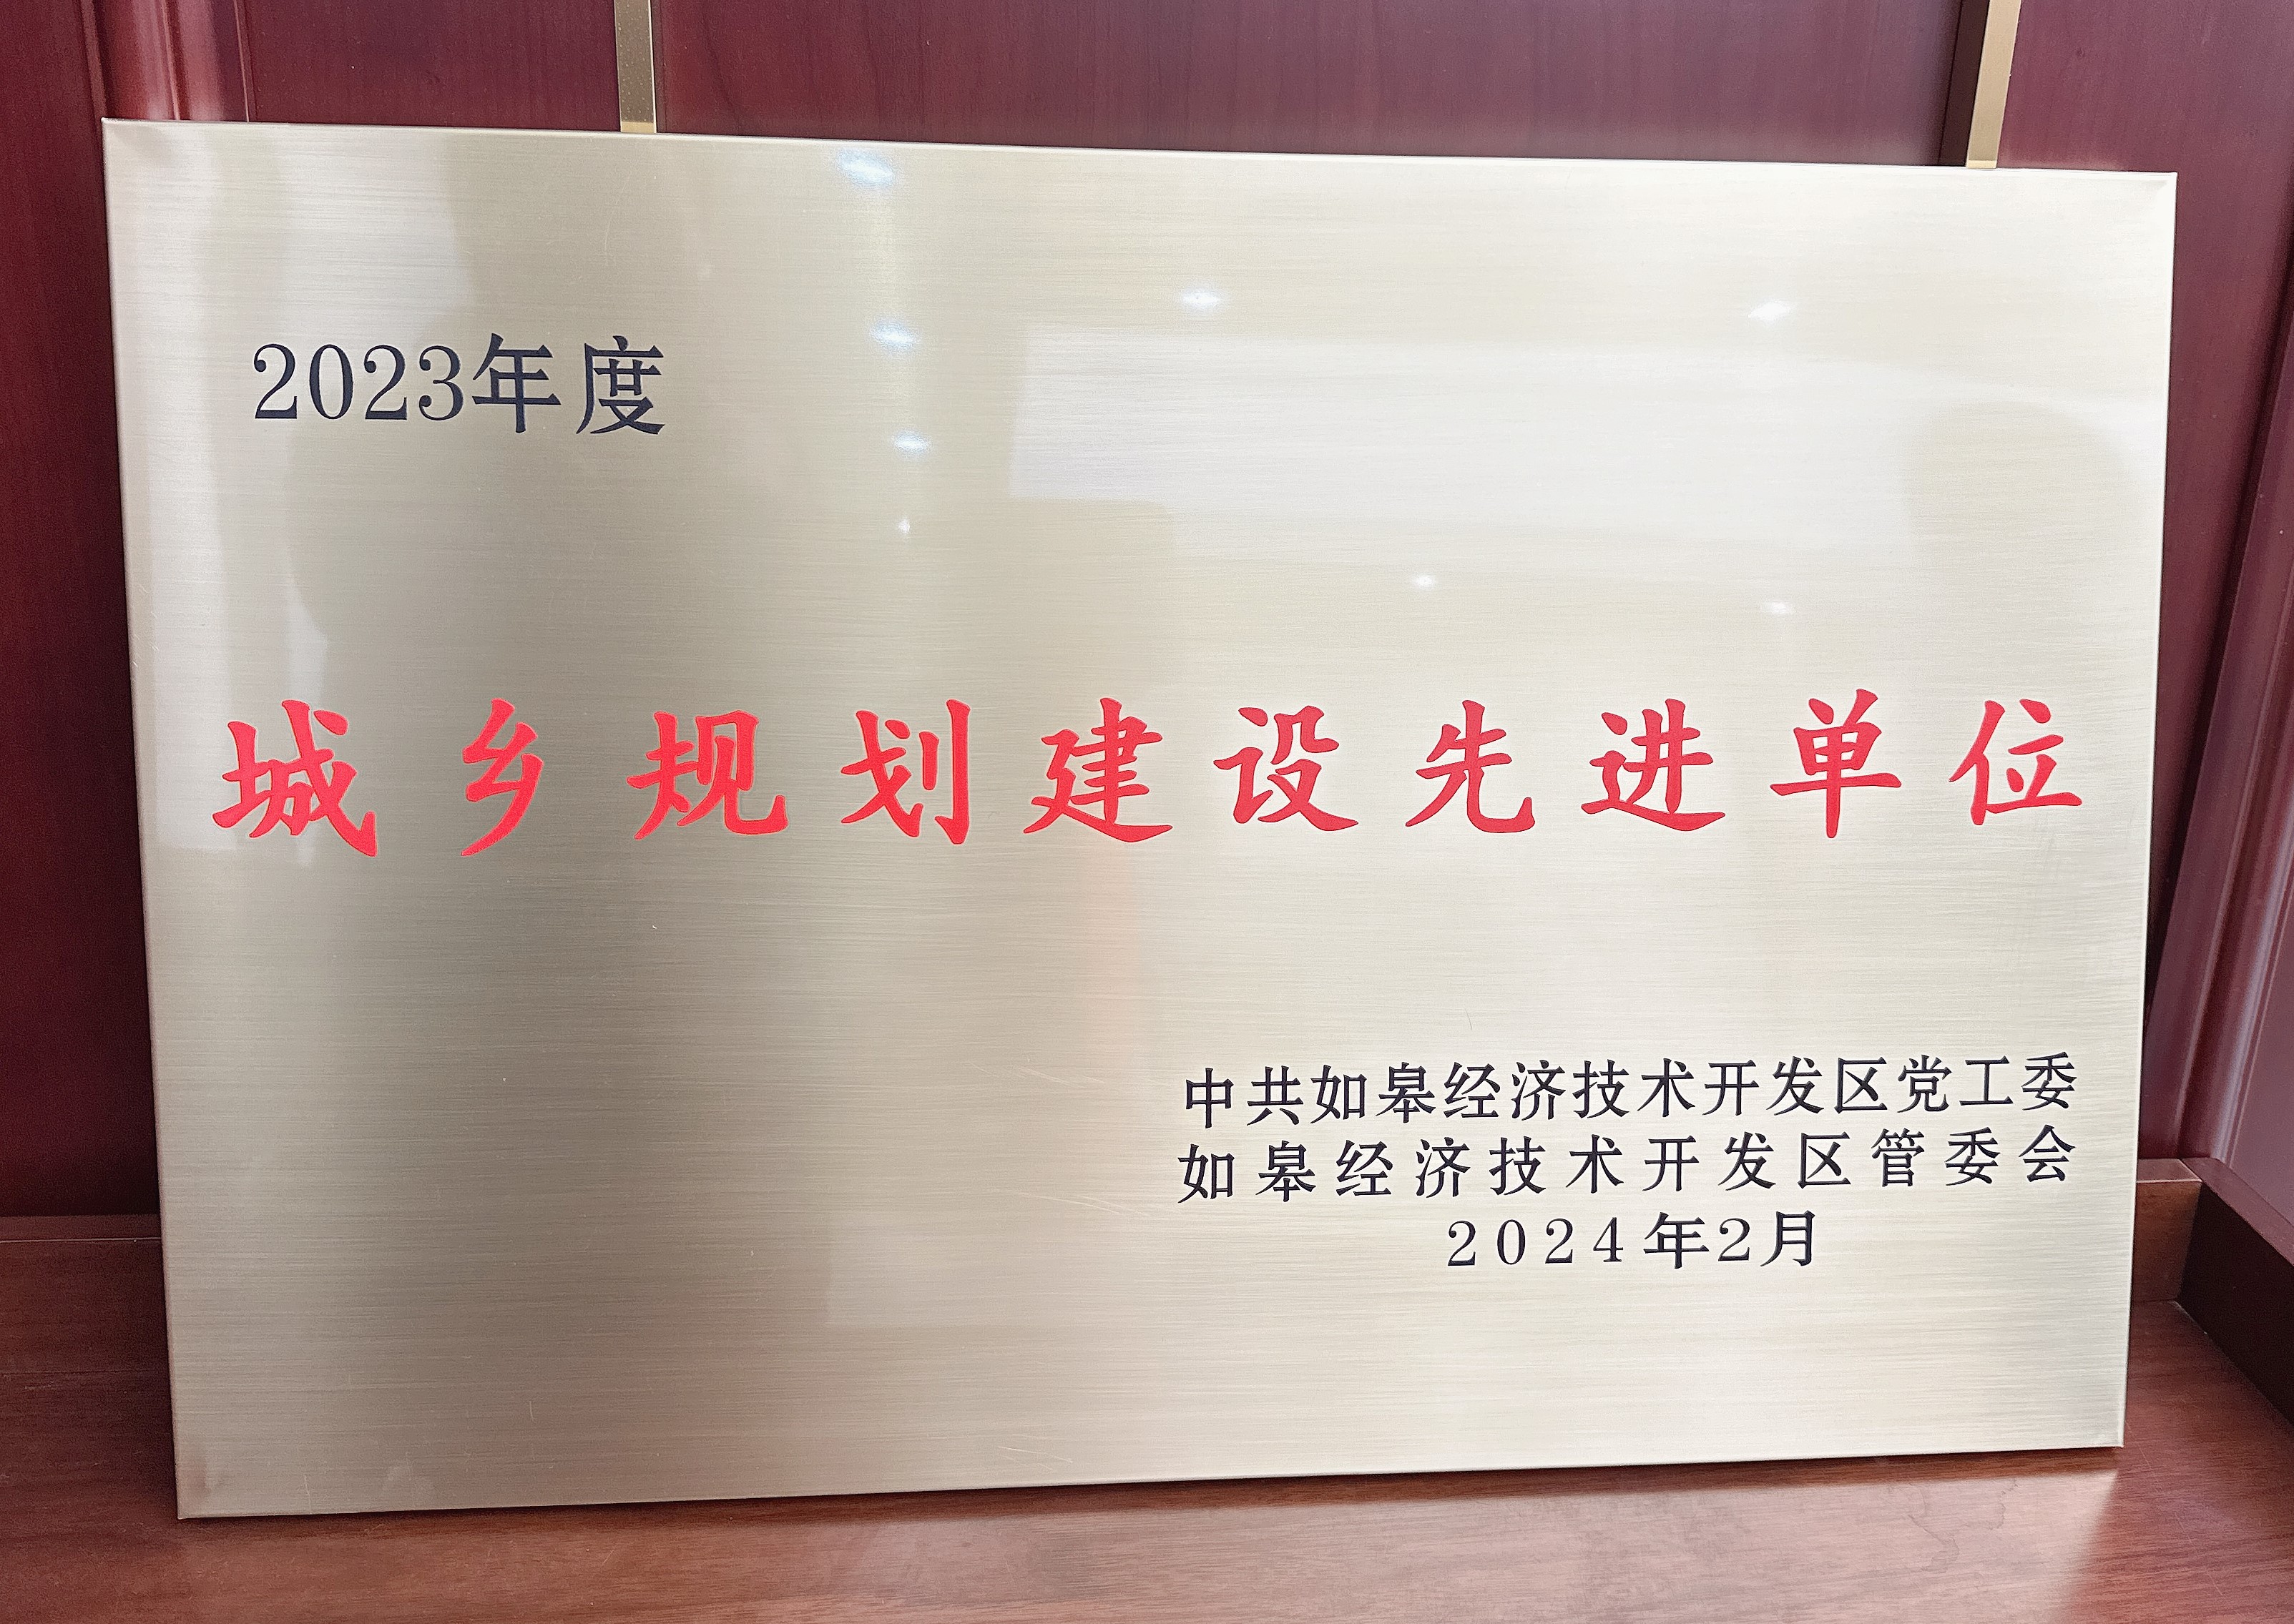 2023年度
城乡规划建设先进单位
中共如皋经济技术开发区党工委
如皋经济技术开发区管委会
2024年2月